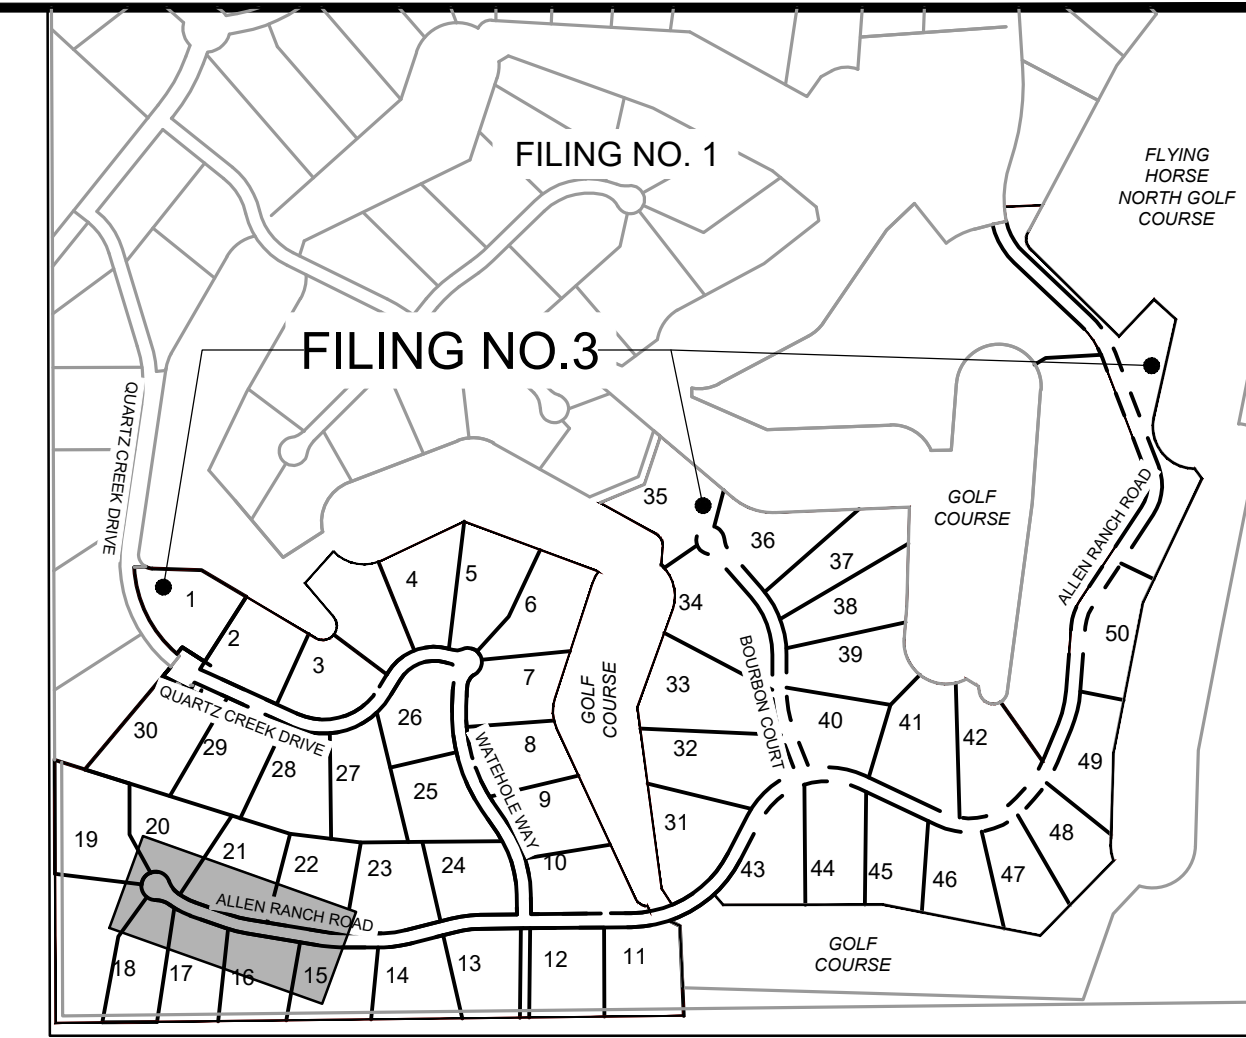 FILING NO. 1
FLYING
HORSE
NORTH GOLF
COURSE
FILING NO.3
QUARTZ CREEK DRIVE
GOLF
COURSE
ALLEN RANCH ROAD
35
36
37
38
39
34
33
32
31
BOURBON COURT
40
41
42
50
49
48
47
46
45
44
43
1
2
3
4
5
6
7
8
9
10
GOLF
COURSE
QUARTZ CREEK DRIVE
WATEHOLE WAY
30
29
28
27
26
25
19
20
21
22
23
24
ALLEN RANCH ROAD
18
17
16
15
14
13
12
11
GOLF
COURSE